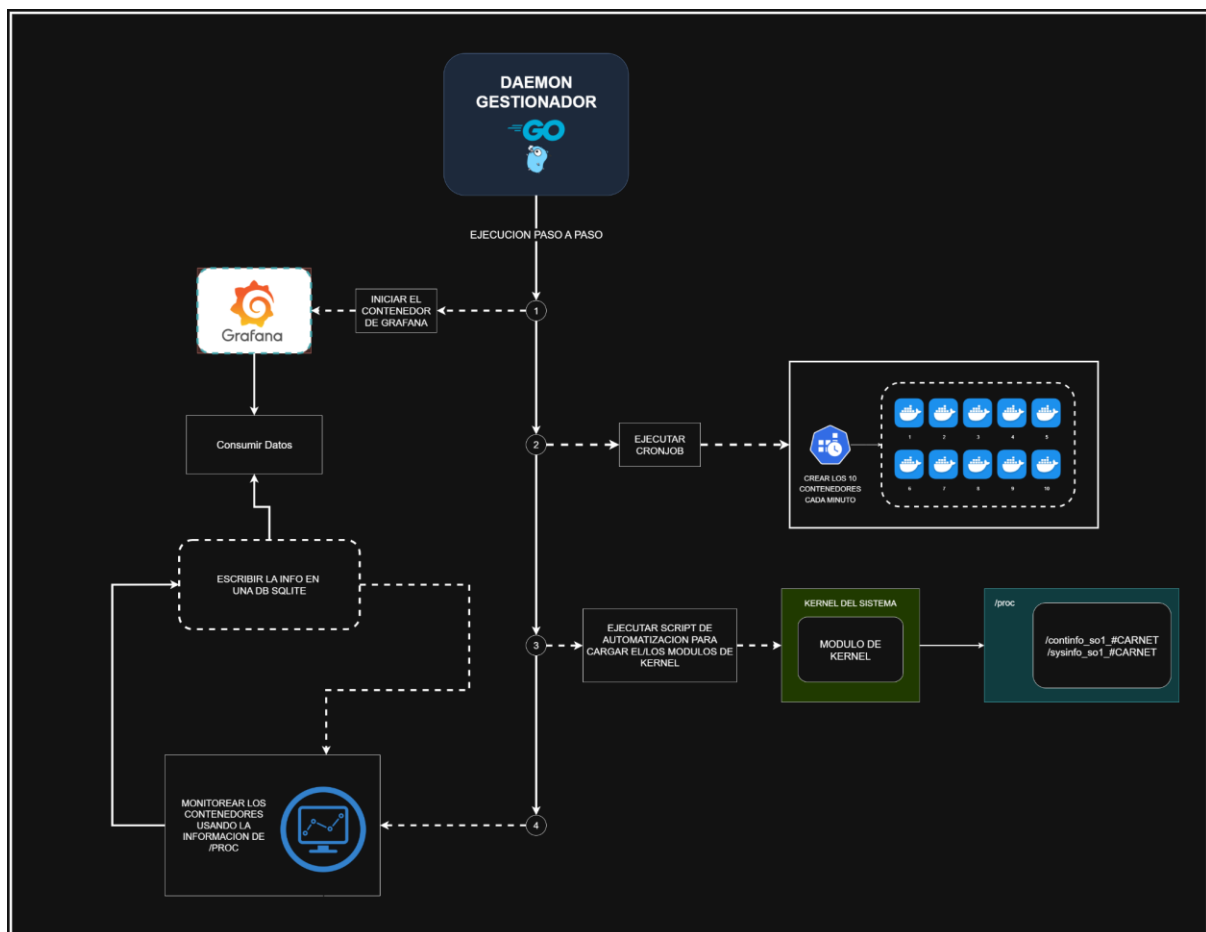 DAEMON
GESTIONADOR
GO
EJECUCION PASO A PASO
Grafana
INICIAR EL
CONTENEDOR
DE GRAFANA
1
Consumir Datos
2
EJECUTAR
CRONJOB
CREAR LOS 10
CONTENEDORES
CADA MINUTO
1 2 3 4 5
6 7 8 9 10
ESCRIBIR LA INFO EN
UNA DB SQLITE
3
EJECUTAR SCRIPT DE
AUTOMATIZACION PARA
CARGAR EL/LOS MODULOS DE
KERNEL
KERNEL DEL SISTEMA
MODULO DE
KERNEL
/proc
/continfo_so1_#CARNET
/sysinfo_so1_#CARNET
MONITOREAR LOS
CONTENEDORES
USANDO LA
INFORMACION DE
/PROC
4